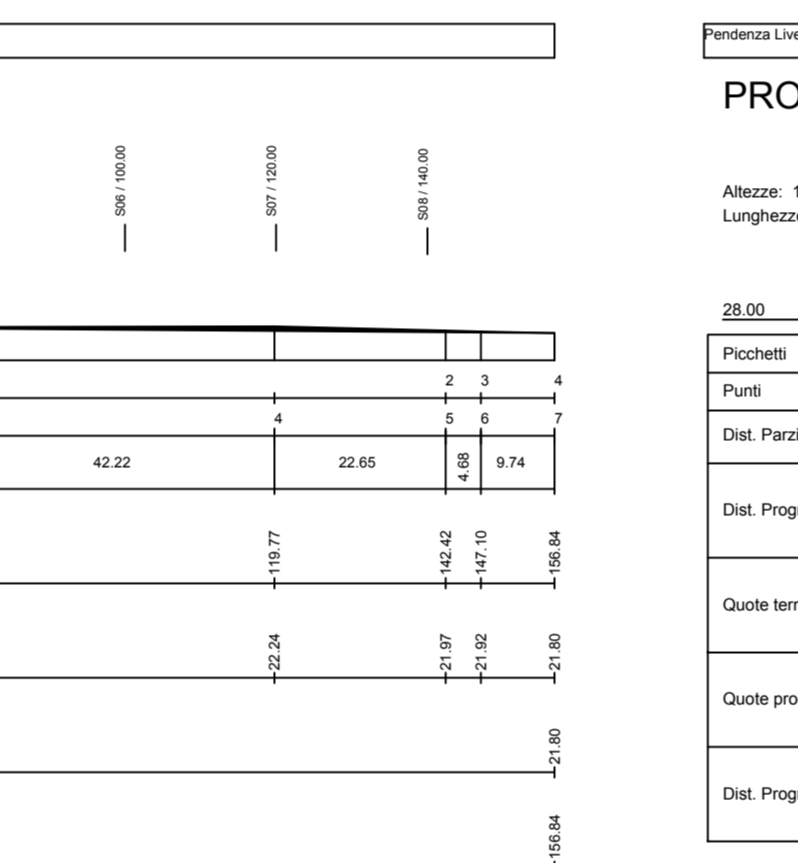 Pendenza Live
PRO
S06 / 100.00
S07 / 120.00
S08 / 140.00
Altezze: 1
Lunghezze
28.00
Picchetti
2 3 4
Punti
4 5 6 7
Dist. Parzi
42.22 22.65 4.68 9.74
Dist. Progr
119.77 142.42 147.10 156.84
Quote terr
22.24 21.97 21.92 21.80
Quote pro
21.80
Dist. Progr
156.84